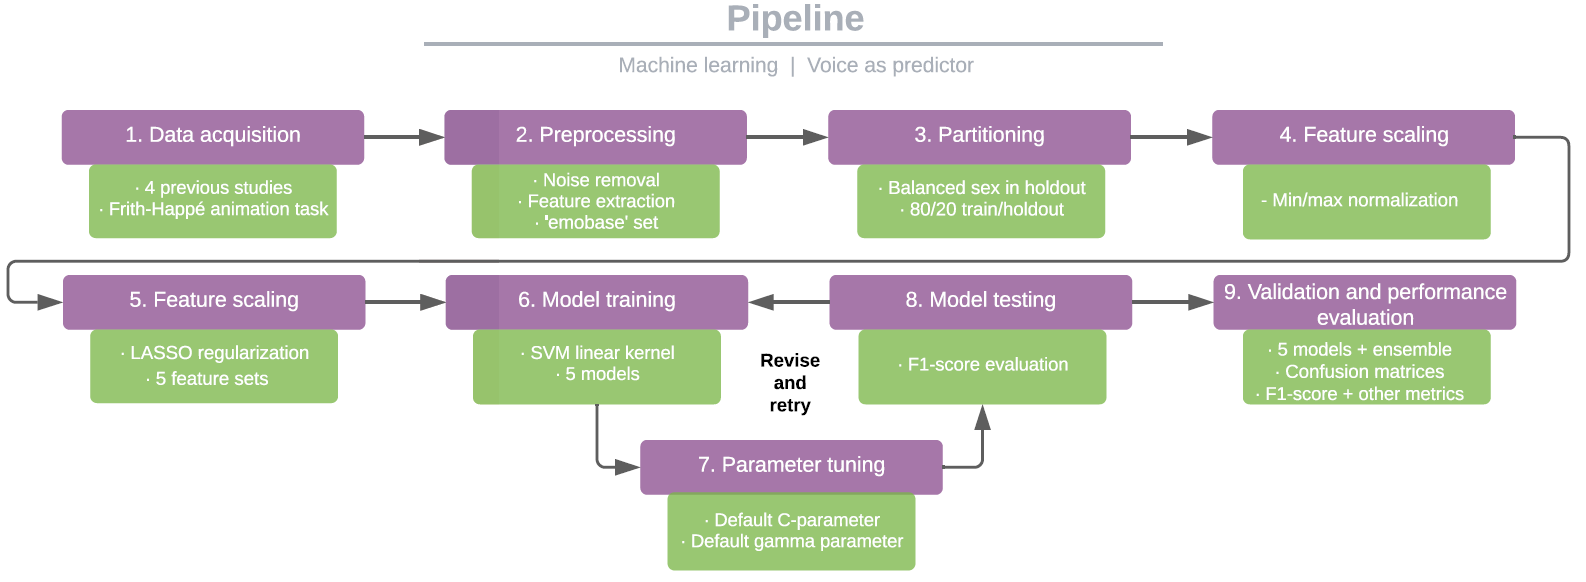 Pipeline
Machine learning | Voice as predictor
1. Data acquisition
· 4 previous studies
· Frith-Happé animation task
2. Preprocessing
· Noise removal
· Feature extraction
· 'emobase' set
3. Partitioning
· Balanced sex in holdout
· 80/20 train/holdout
4. Feature scaling
- Min/max normalization
5. Feature scaling
· LASSO regularization
· 5 feature sets
6. Model training
· SVM linear kernel
· 5 models
Revise
and
retry
7. Parameter tuning
· Default C-parameter
· Default gamma parameter
8. Model testing
· F1-score evaluation
9. Validation and performance
evaluation
· 5 models + ensemble
· Confusion matrices
· F1-score + other metrics